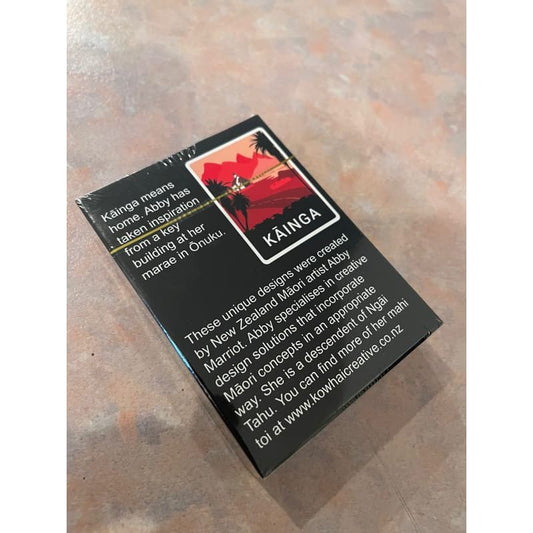 Kāinga means
home. Abby has
taken inspiration
from a key
building at her
marae in Ōnuku.
KĀINGA
These unique designs were created
by New Zealand Māori artist Abby
Marriot. Abby specialises in creative
design solutions that incorporate
Māori concepts in an appropriate
way. She is a descendent of Ngāi
Tahu. You can find more of her mahi
toi at www.kowhaicreative.co.nz